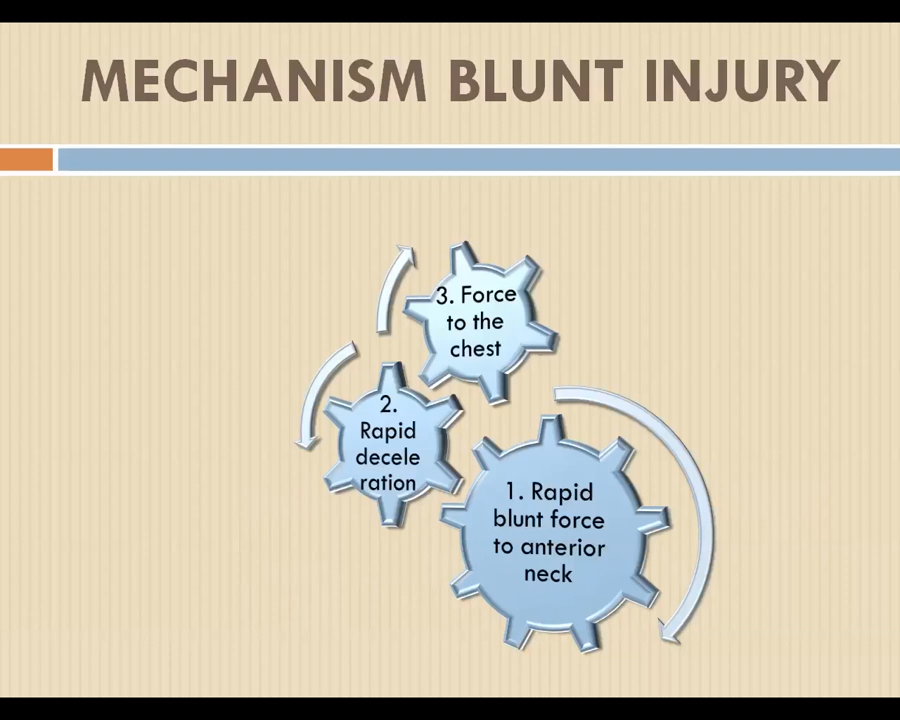 MECHANISM BLUNT INJURY
3. Force
to the
chest
2.
Rapid
decele
ration
1. Rapid
blunt force
to anterior
neck